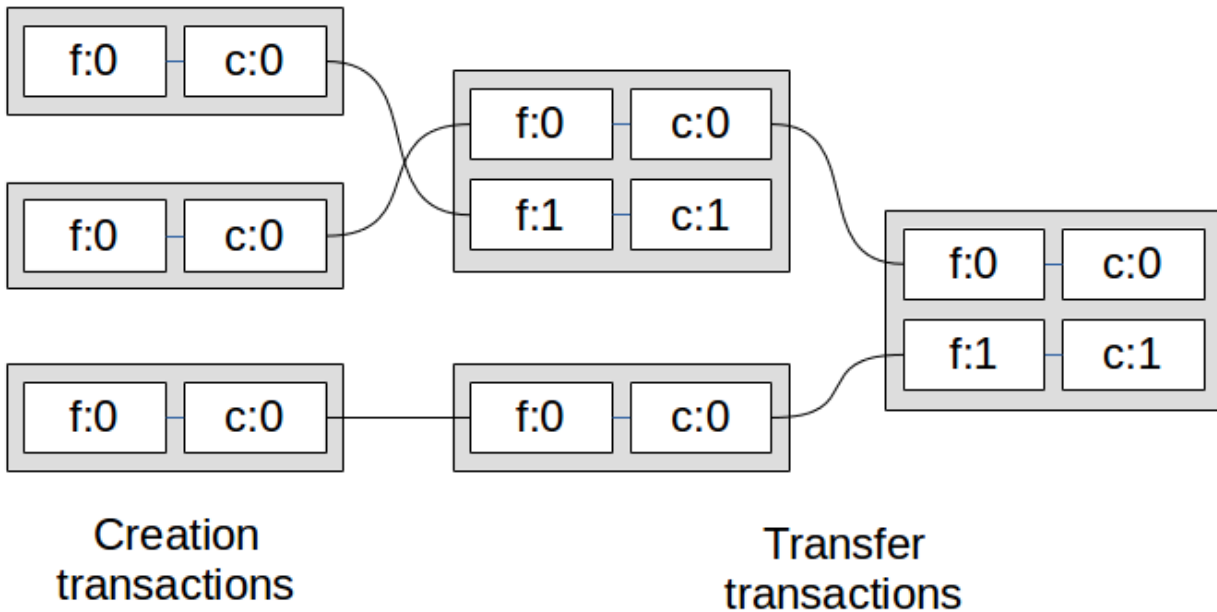 f:0 c:0
f:0 c:0
f:0 c:0
f:0 c:0
f:1 c:1
f:0 c:0
f:0 c:0
f:1 c:1
Creation
transactions
Transfer
transactions